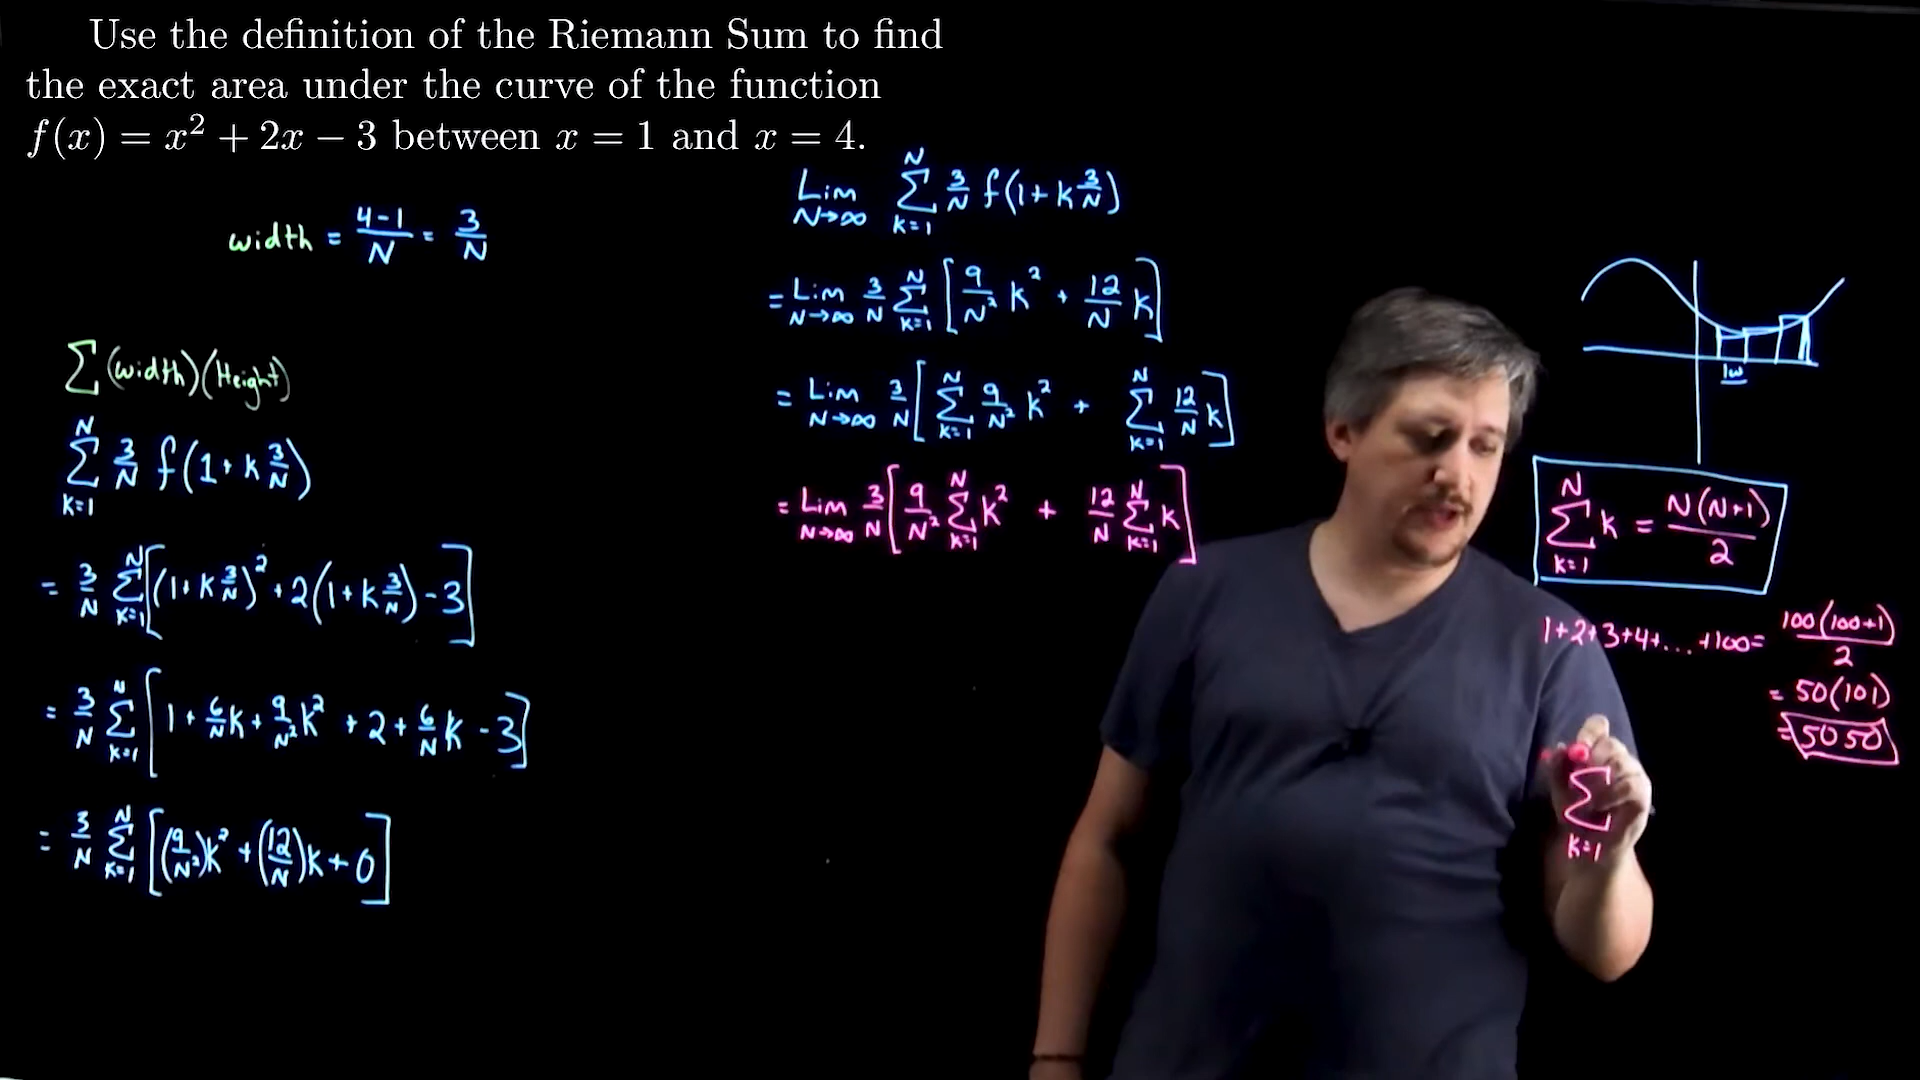 Use the definition of the Riemann Sum to find
the exact area under the curve of the function
f(x) = x² + 2x − 3 between x = 1 and x = 4.
width = (4-1)/N = 3/N
Σ (width)(Height)
Σ_{k=1}^{N} 3/N f(1+k 3/N)
= 3/N Σ_{k=1}^{N} [(1+k 3/N)² + 2(1+k 3/N) - 3]
= 3/N Σ_{k=1}^{N} [1 + 6/N k + 9/N² k² + 2 + 6/N k - 3]
= 3/N Σ_{k=1}^{N} [(9/N²)k² + (12/N)k + 0]
Lim_{N→∞} Σ_{k=1}^{N} 3/N f(1+k 3/N)
= Lim_{N→∞} 3/N Σ_{k=1}^{N} [9/N² k² + 12/N k]
= Lim_{N→∞} 3/N [Σ_{k=1}^{N} 9/N² k² + Σ_{k=1}^{N} 12/N k]
= Lim_{N→∞} 3/N [9/N² Σ_{k=1}^{N} k² + 12/N Σ_{k=1}^{N} k]
Σ_{k=1}^{N} k = N(N+1)/2
1+2+3+4+...+100= 100(100+1)/2
= 50(101)
= 5050
Σ_{k=1}